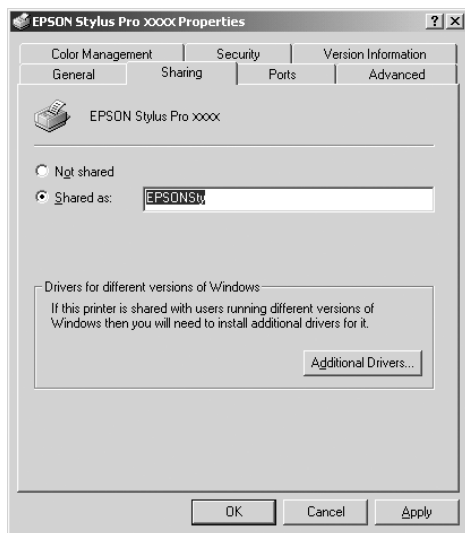 EPSON Stylus Pro xxxx Properties
? ×
Color Management Security Version Information
General Sharing Ports Advanced
EPSON Stylus Pro xxxx
Not shared
Shared as: EPSONSty
Drivers for different versions of Windows
If this printer is shared with users running different versions of
Windows then you will need to install additional drivers for it.
Additional Drivers...
OK Cancel Apply